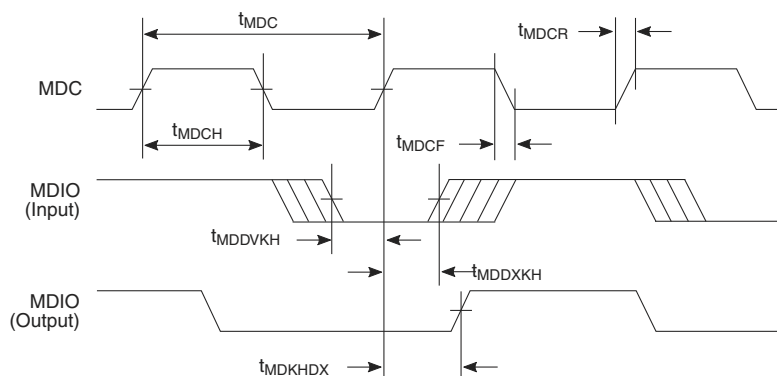 tMDC
tMDCR
MDC
tMDCH
tMDCF
MDIO
(Input)
tMDDVKH
tMDDXKH
MDIO
(Output)
tMDKHDX